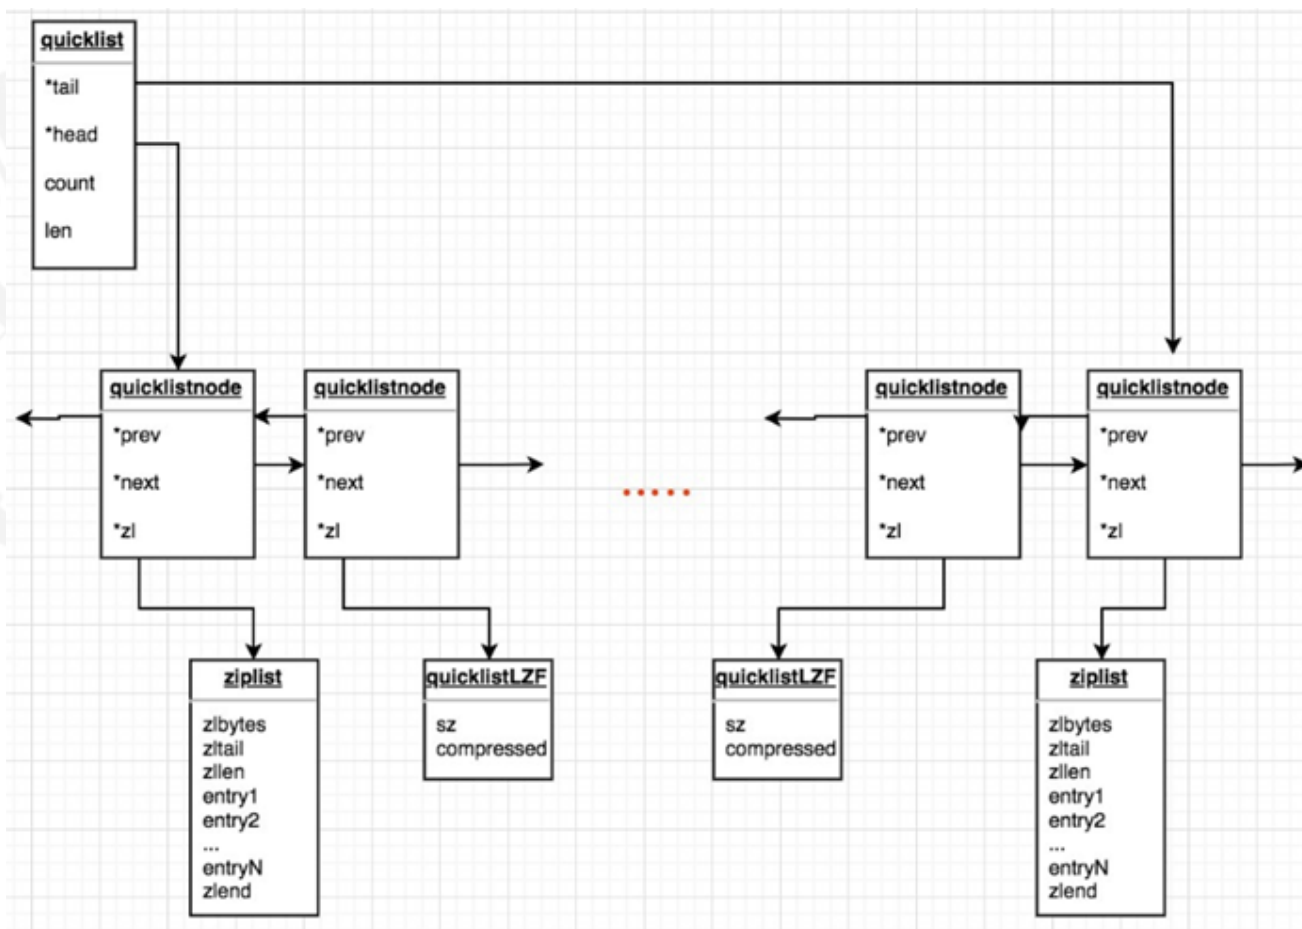 quicklist
*tail
*head
count
len
quicklistnode
*prev
*next
*zl
quicklistnode
*prev
*next
*zl
.....
quicklistnode
*prev
*next
*zl
quicklistnode
*prev
*next
*zl
ziplist
zlbytes
zltail
zllen
entry1
entry2
...
entryN
zlend
quicklistLZF
sz
compressed
quicklistLZF
sz
compressed
ziplist
zlbytes
zltail
zllen
entry1
entry2
...
entryN
zlend